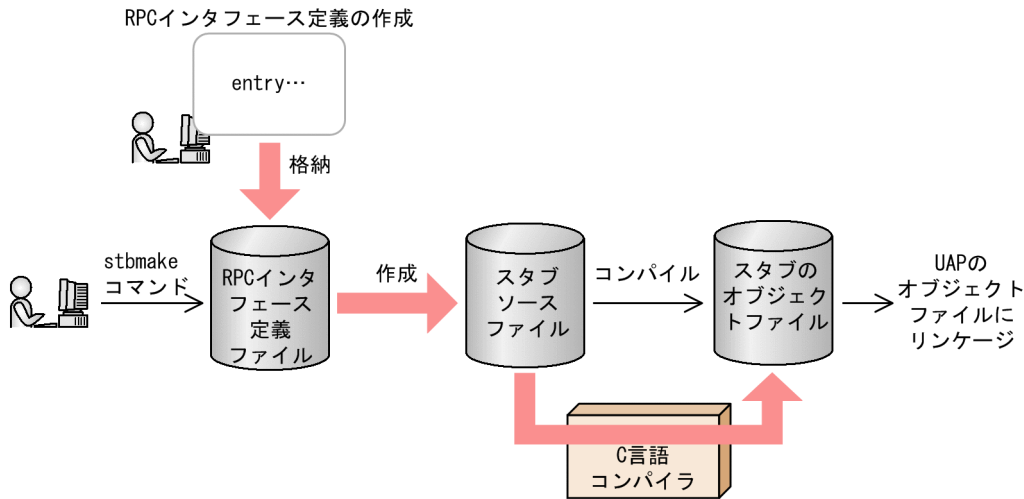 RPCインタフェース定義の作成
entry…
格納
stbmake
コマンド
RPCインタ
フェース
定義
ファイル
作成
スタブ
ソース
ファイル
コンパイル
スタブの
オブジェク
トファイル
UAPの
オブジェクト
ファイルに
リンケージ
C言語
コンパイラ